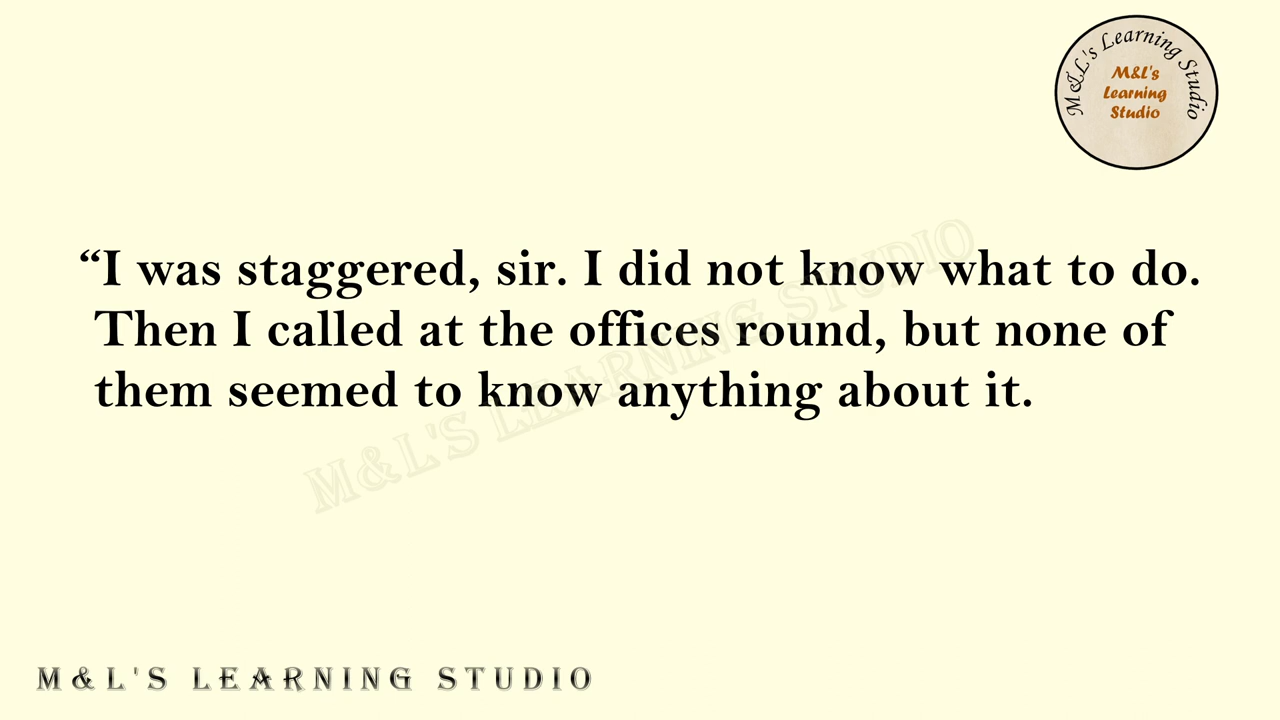 M&L's Learning Studio
M&L's
Learning
Studio
“I was staggered, sir. I did not know what to do.
Then I called at the offices round, but none of
them seemed to know anything about it.
M&L'S LEARNING STUDIO
M&L'S LEARNING STUDIO